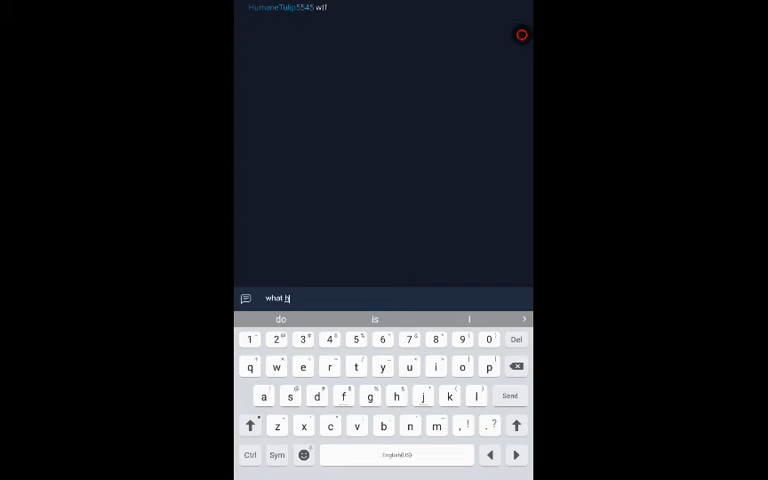 HumaneTulip5545 wtf
what h
do is I >
1 2 3 4 5 6 7 8 9 0 Del
q w e r t y u i o p
a s d f g h j k l Send
z x c v b n m , ! . ?
Ctrl Sym English(US)